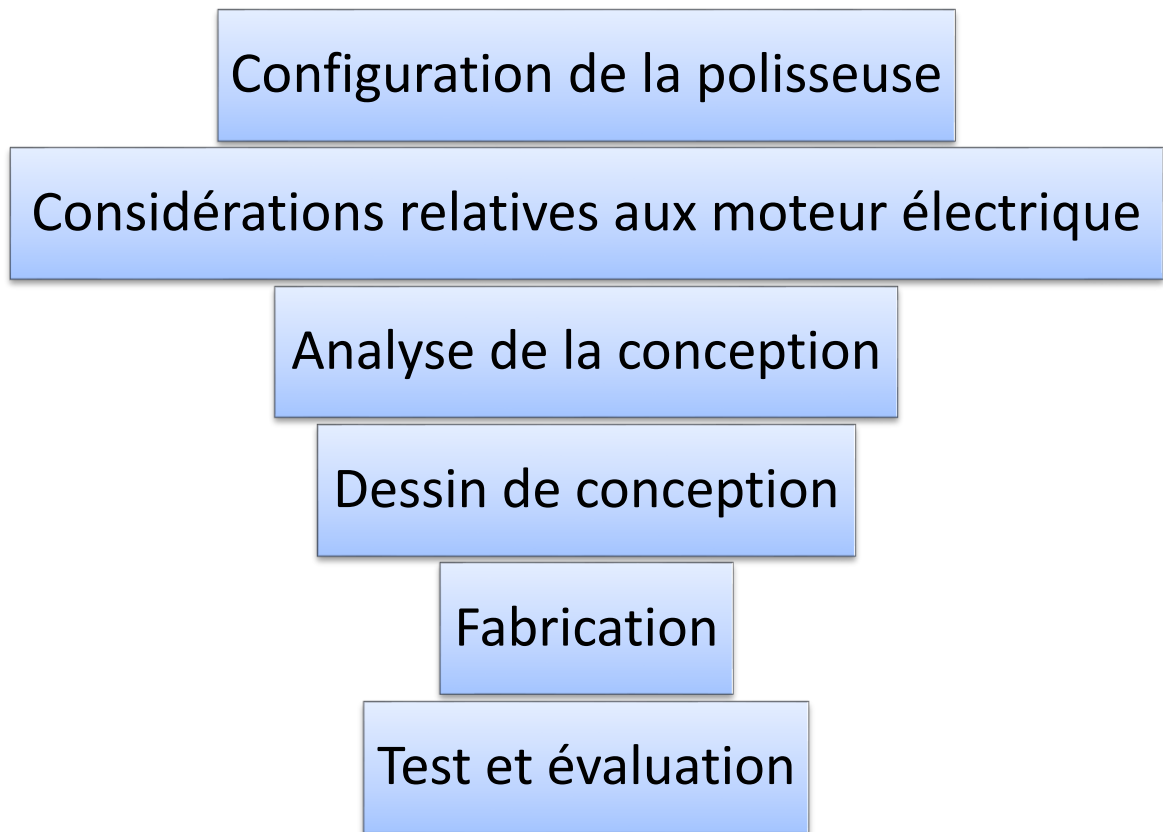 Configuration de la polisseuse
Considérations relatives aux moteur électrique
Analyse de la conception
Dessin de conception
Fabrication
Test et évaluation